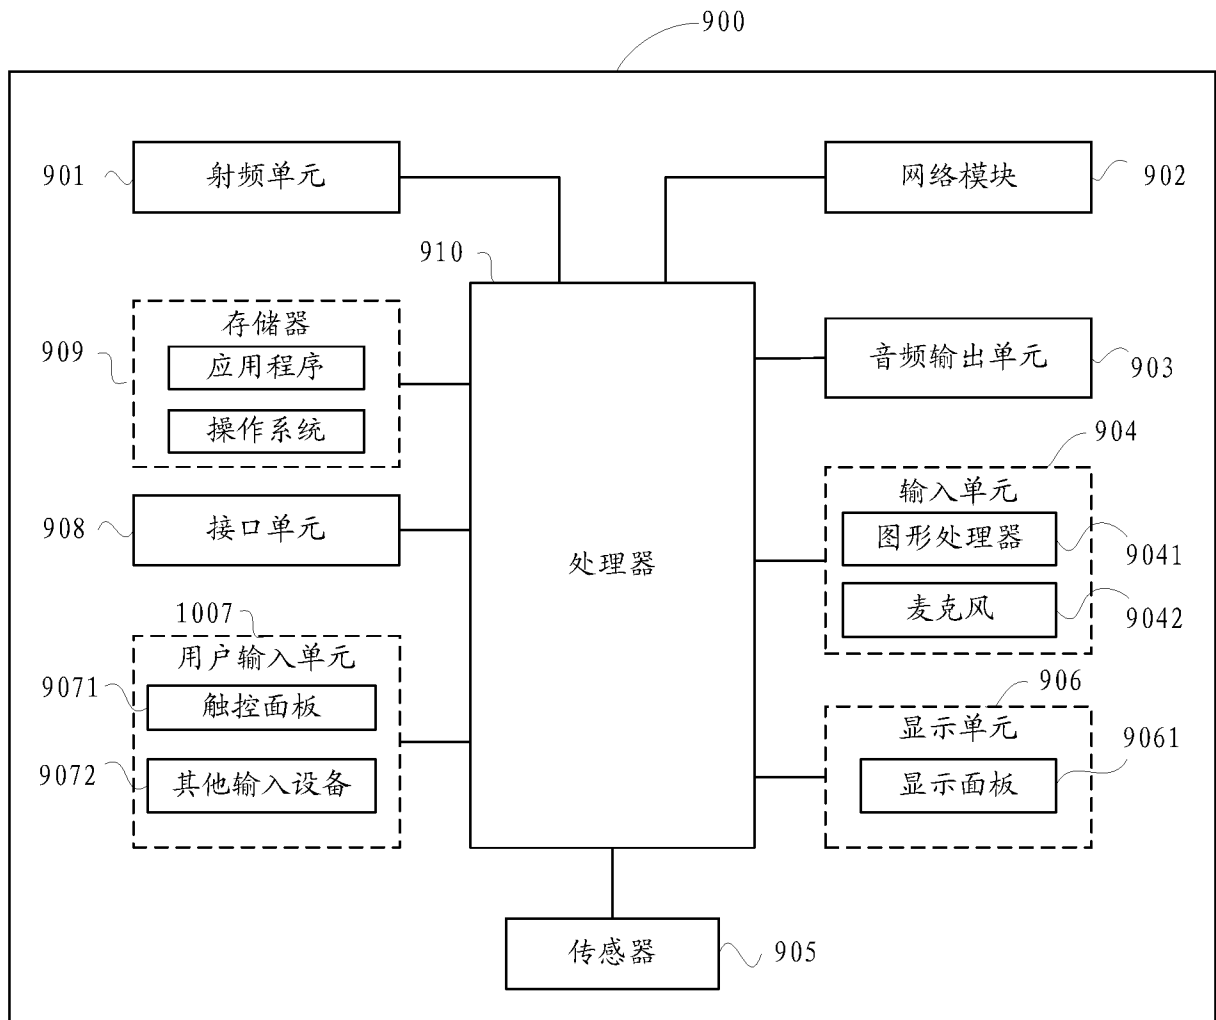 900
901
射频单元
网络模块
902
910
存储器
909
应用程序
操作系统
音频输出单元
903
904
输入单元
图形处理器
9041
麦克风
9042
908
接口单元
处理器
1007
用户输入单元
9071
触控面板
9072
其他输入设备
906
显示单元
显示面板
9061
传感器
905